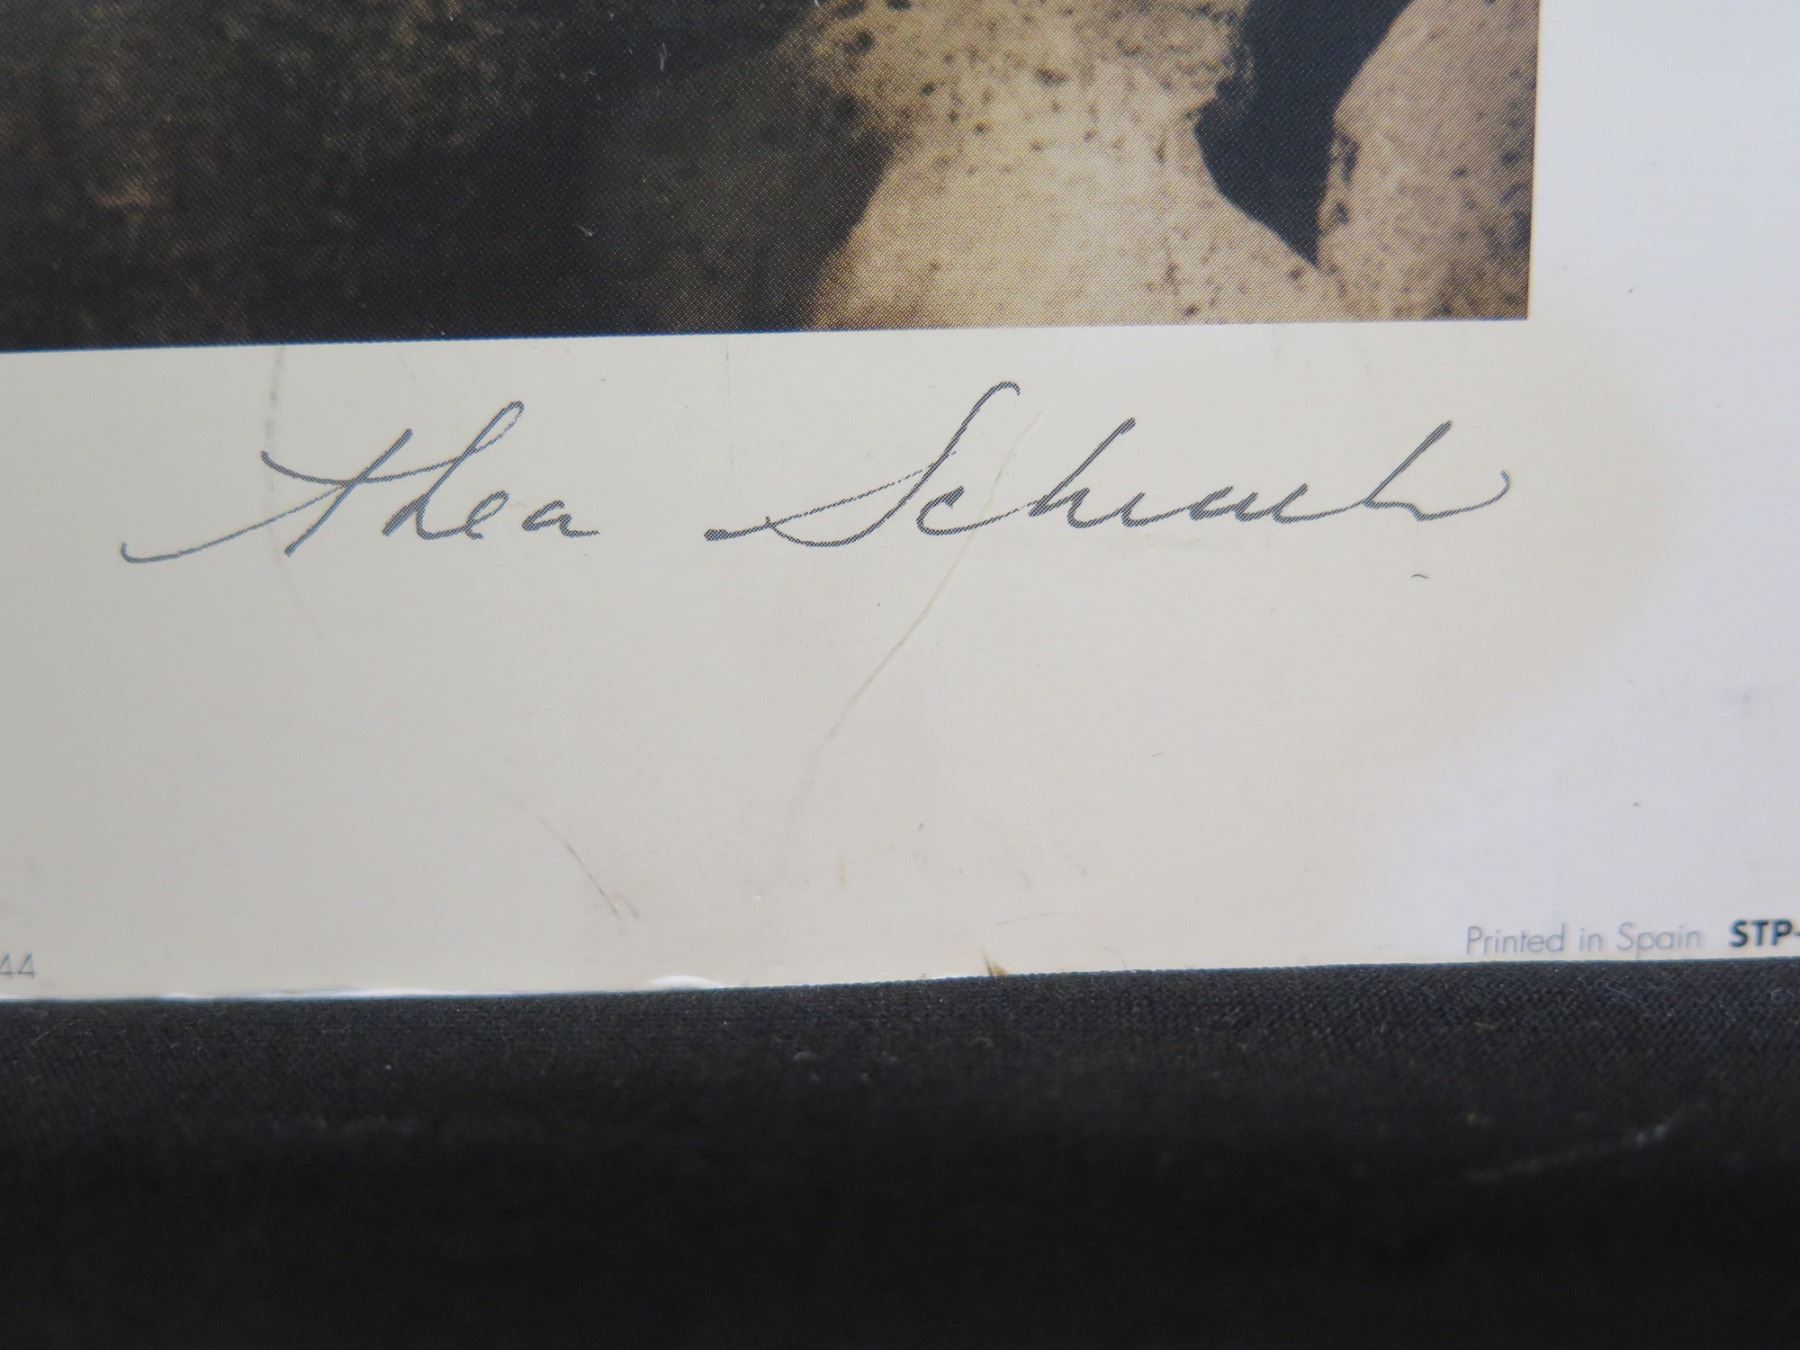 Thea Schrack
44
Printed in Spain STP-